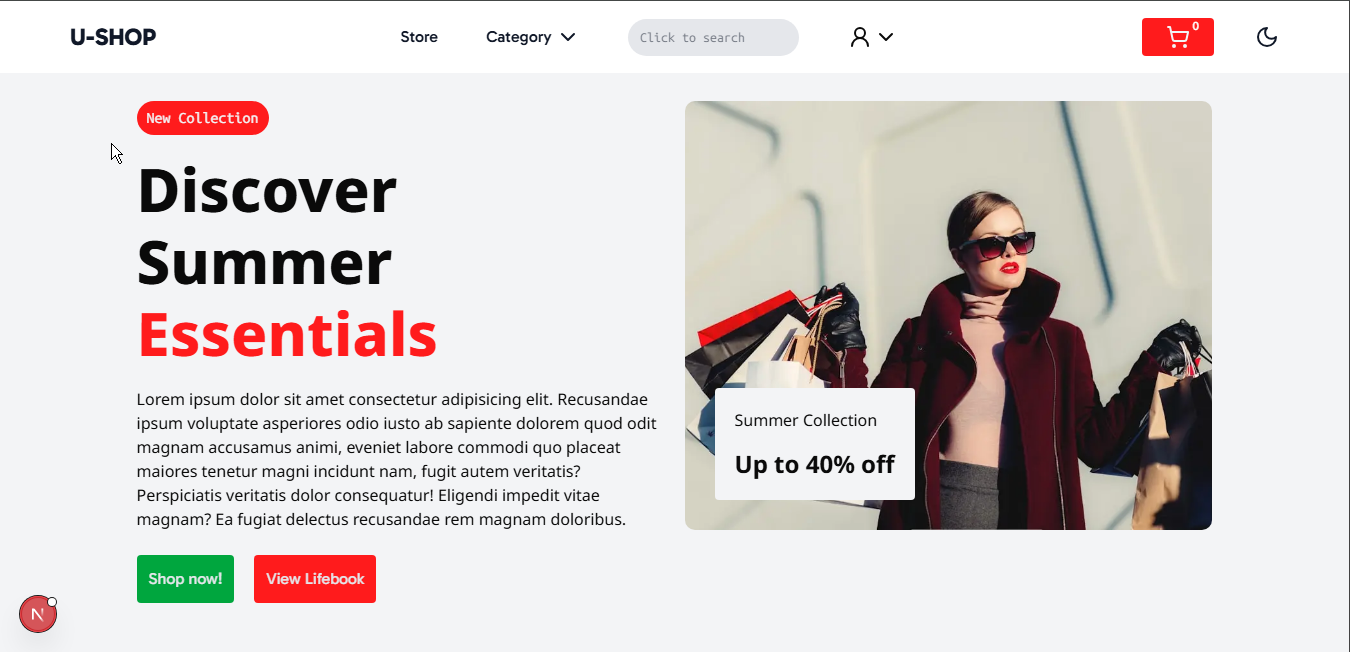 U-SHOP
Store
Category
Click to search
0
New Collection
Discover
Summer
Essentials
Lorem ipsum dolor sit amet consectetur adipisicing elit. Recusandae
ipsum voluptate asperiores odio iusto ab sapiente dolorem quod odit
magnam accusamus animi, eveniet labore commodi quo placeat
maiores tenetur magni incidunt nam, fugit autem veritatis?
Perspiciatis veritatis dolor consequatur! Eligendi impedit vitae
magnam? Ea fugiat delectus recusandae rem magnam doloribus.
Shop now!
View Lifebook
Summer Collection
Up to 40% off
N